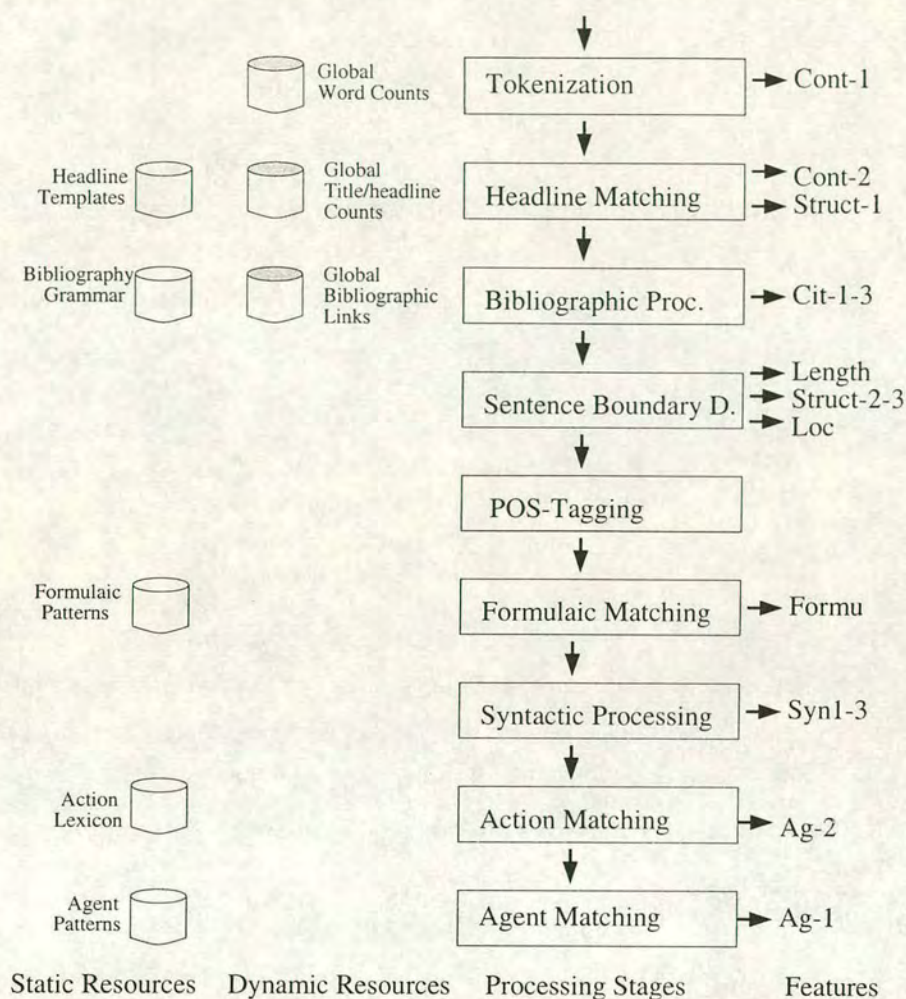 Global
Word Counts
Tokenization
Cont-1
Headline
Templates
Global
Title/headline
Counts
Headline Matching
Cont-2
Struct-1
Bibliography
Grammar
Global
Bibliographic
Links
Bibliographic Proc.
Cit-1-3
Sentence Boundary D.
Length
Struct-2-3
Loc
POS-Tagging
Formulaic
Patterns
Formulaic Matching
Formu
Syntactic Processing
Syn1-3
Action
Lexicon
Action Matching
Ag-2
Agent
Patterns
Agent Matching
Ag-1
Static Resources
Dynamic Resources
Processing Stages
Features